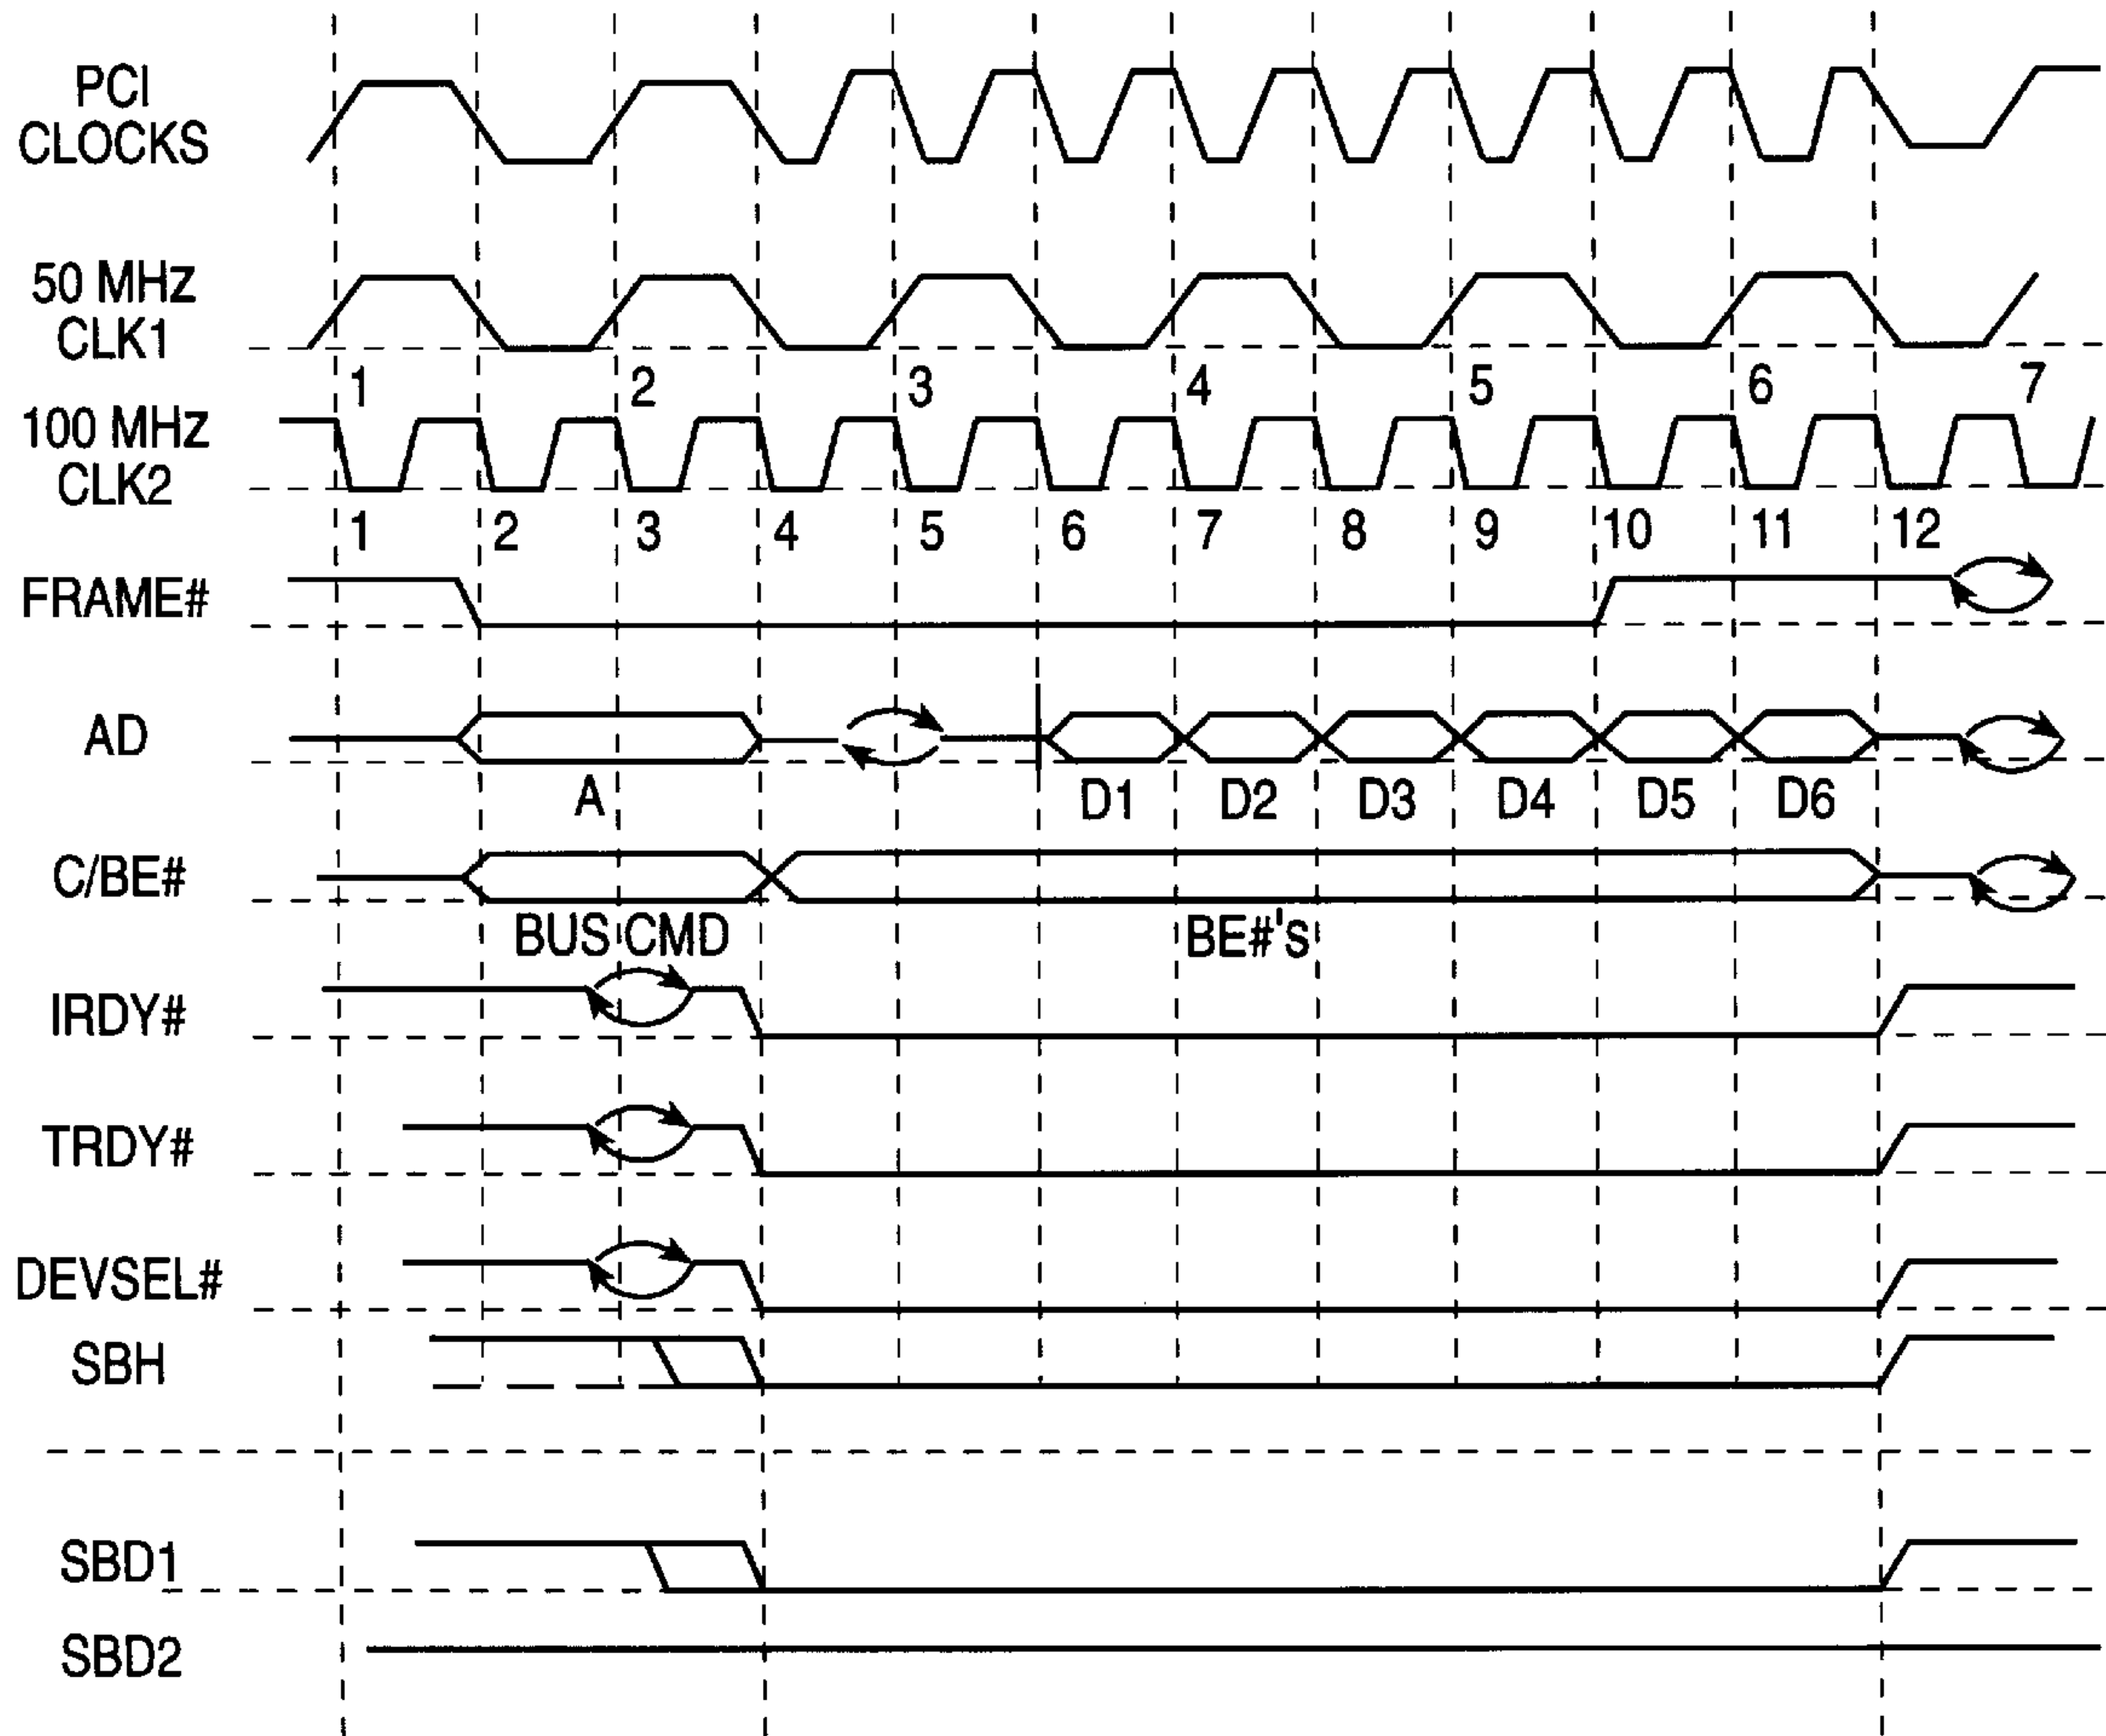 PCI
CLOCKS
50 MHz
CLK1
1 2 3 4 5 6 7
100 MHz
CLK2
1 2 3 4 5 6 7 8 9 10 11 12
FRAME#
AD
A D1 D2 D3 D4 D5 D6
C/BE#
BUS CMD BE#'s
IRDY#
TRDY#
DEVSEL#
SBH
SBD1
SBD2